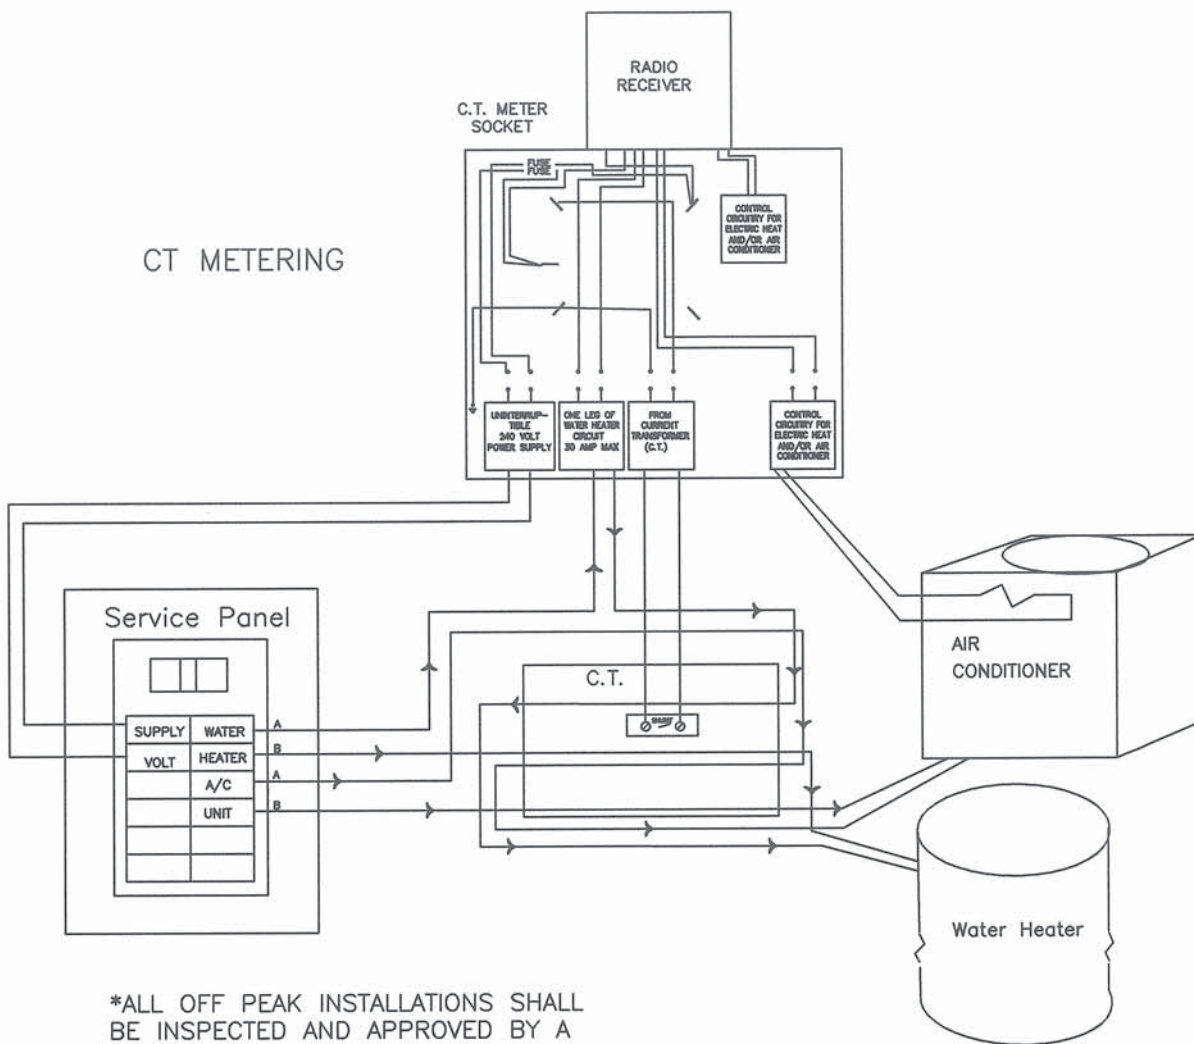 RADIO
RECEIVER
C.T. METER
SOCKET
FUSE
FUSE
CONTROL
CIRCUITRY FOR
ELECTRIC HEAT
AND/OR AIR
CONDITIONER
CT METERING
UNINTERRUP-
TIBLE
240 VOLT
POWER SUPPLY
ONE LEG OF
WATER HEATER
CIRCUIT
30 AMP MAX
FROM
CURRENT
TRANSFORMER
(C.T.)
CONTROL
CIRCUITRY FOR
ELECTRIC HEAT
AND/OR AIR
CONDITIONER
Service Panel
SUPPLY WATER A
VOLT HEATER B
A/C A
UNIT B
C.T.
SHUNT
AIR
CONDITIONER
Water Heater
*ALL OFF PEAK INSTALLATIONS SHALL
BE INSPECTED AND APPROVED BY A